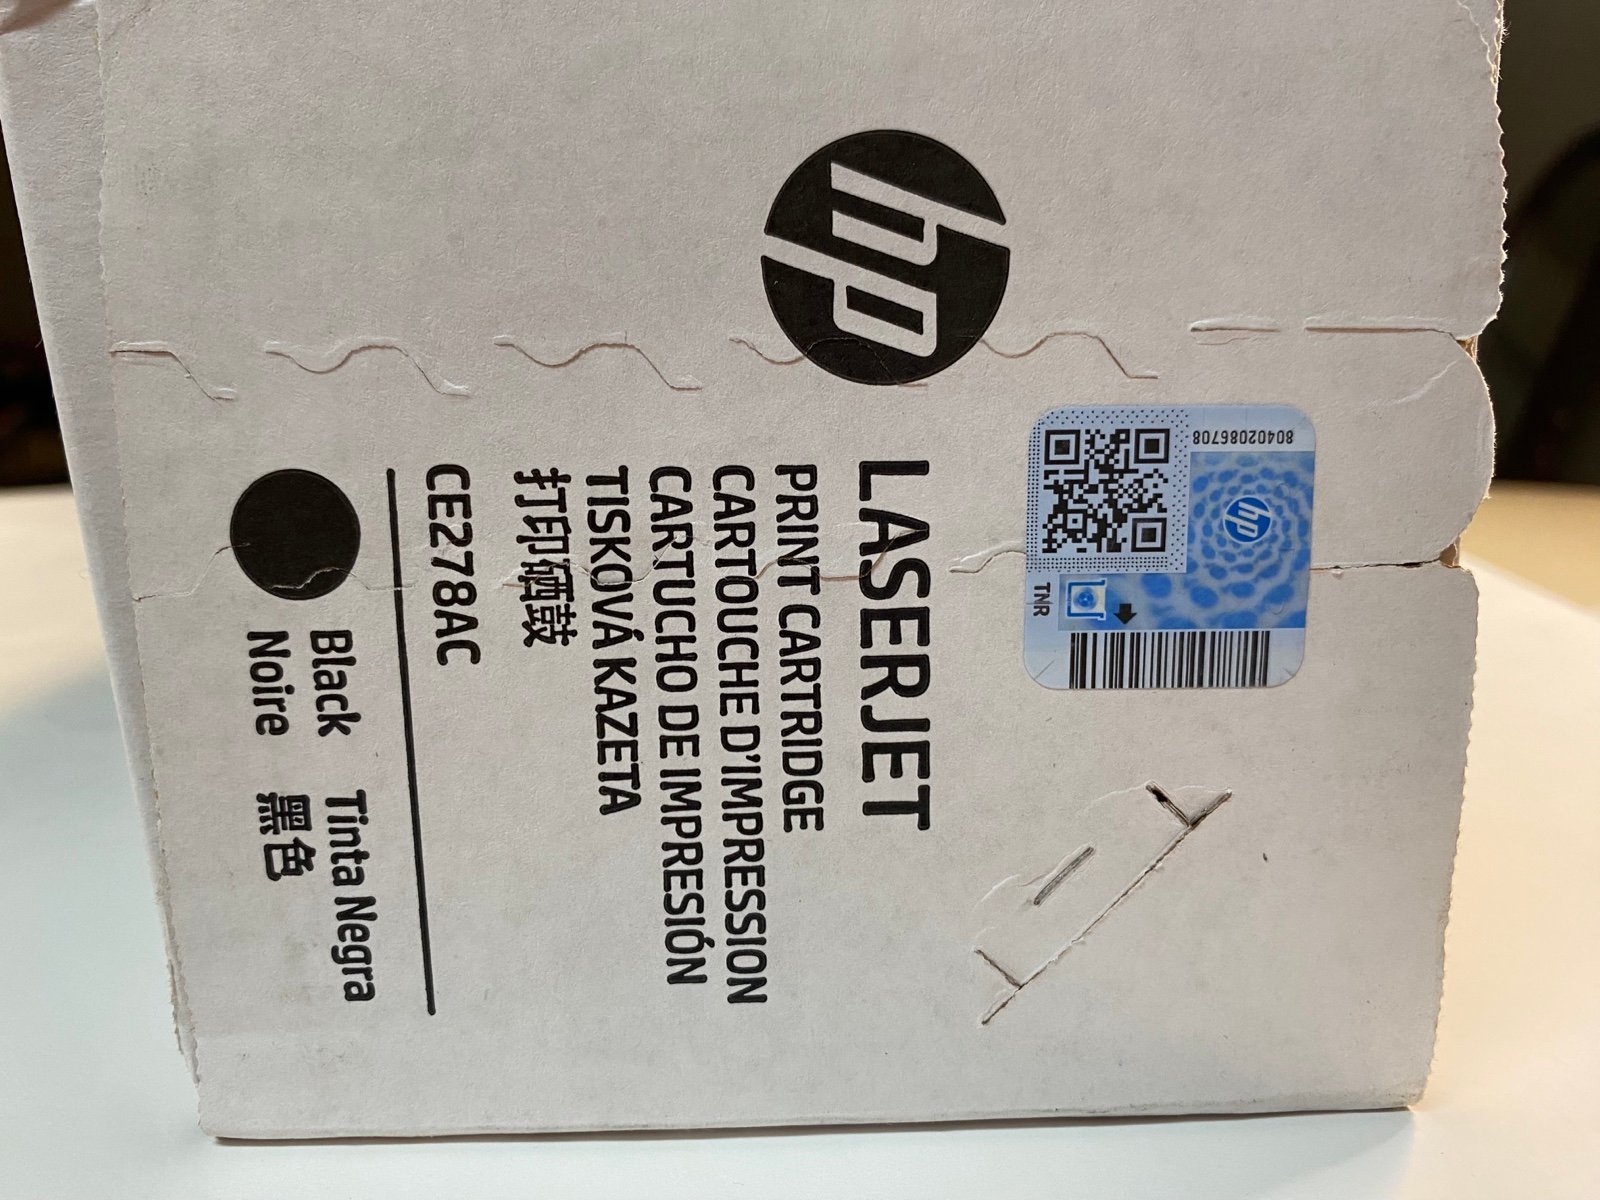 hp
80402086708
hp
TNR
LASERJET
PRINT CARTRIDGE
CARTOUCHE D'IMPRESSION
CARTUCHO DE IMPRESIÓN
TISKOVÁ KAZETA
打印硒鼓
CE278AC
Black Tinta Negra
Noire 黑色